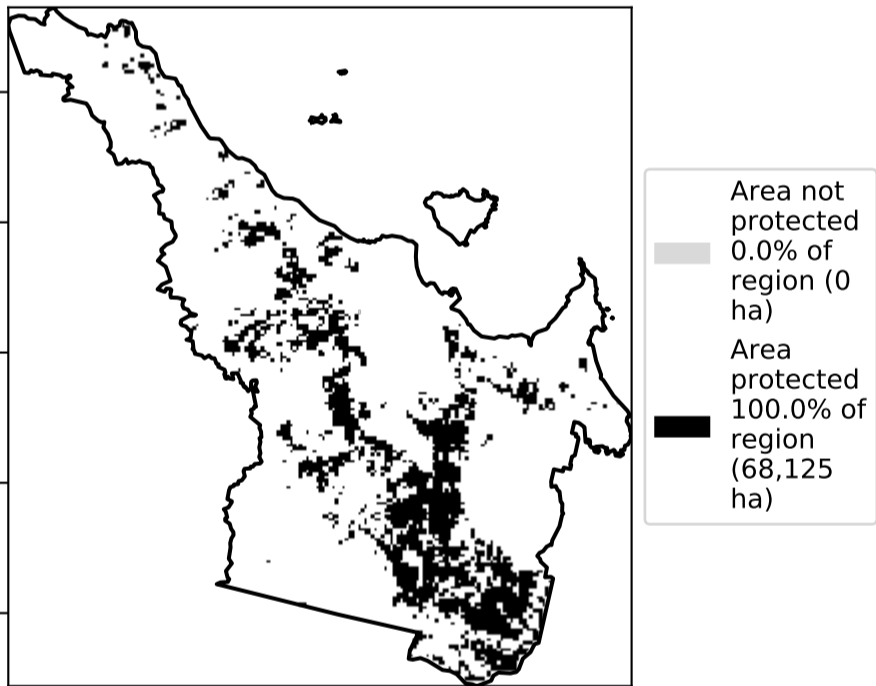 Area not
protected
0.0% of
region (0
ha)
Area
protected
100.0% of
region
(68,125
ha)